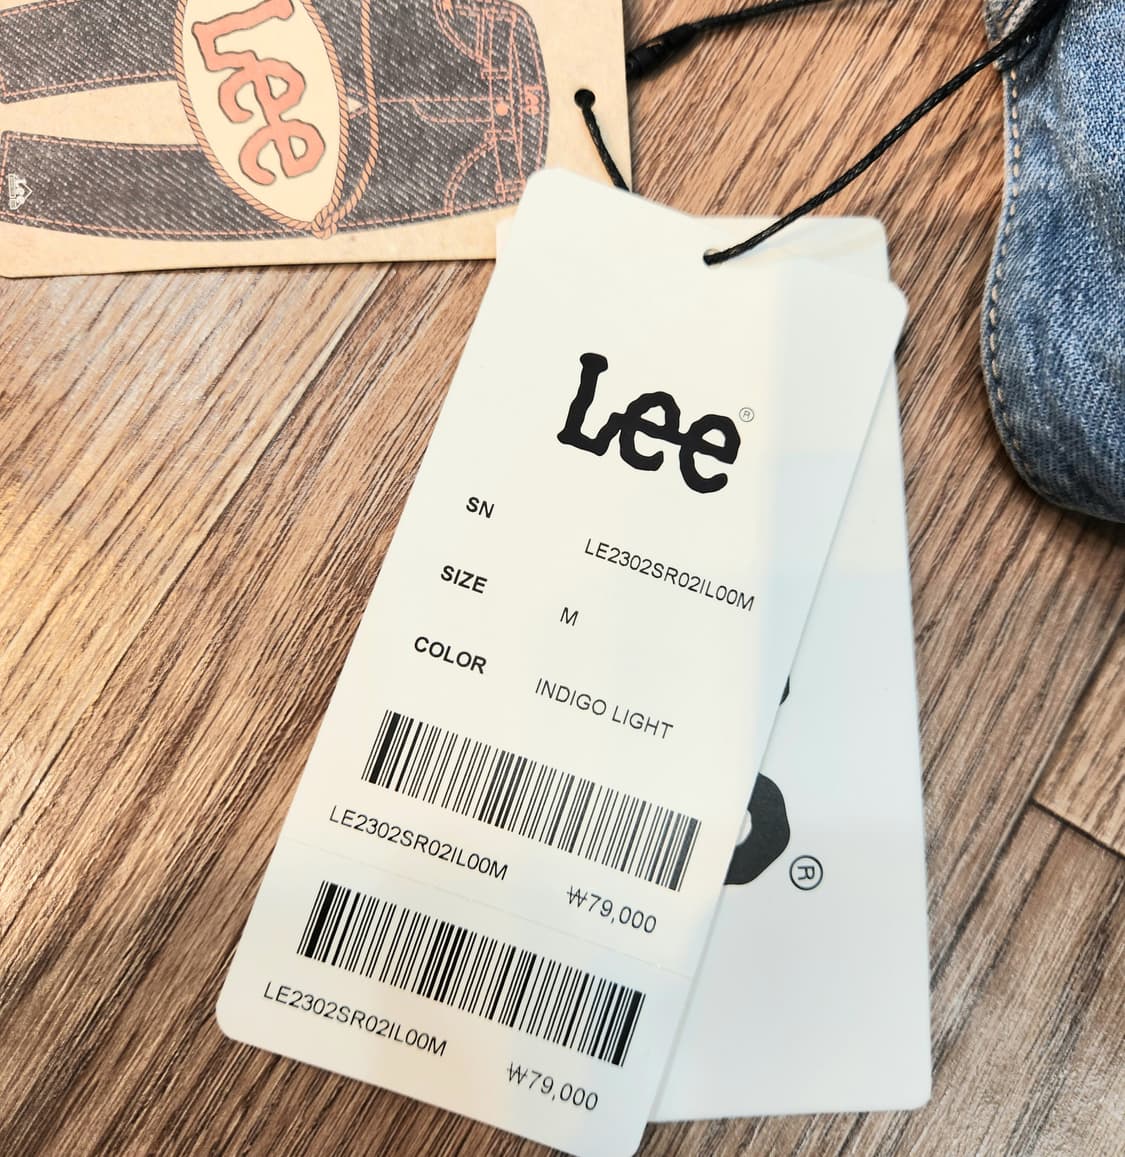 Lee
Lee®
SN
LE2302SR02IL00M
SIZE
M
COLOR
INDIGO LIGHT
LE2302SR02IL00M
₩79,000
LE2302SR02IL00M
₩79,000
®